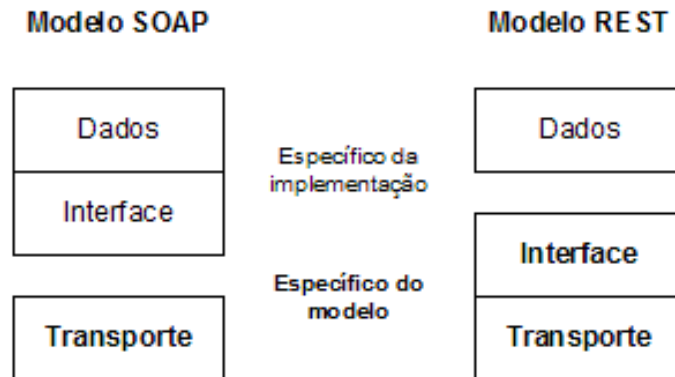 Modelo SOAP
Modelo REST
Dados
Interface
Transporte
Específico da
implementação
Específico do
modelo
Dados
Interface
Transporte